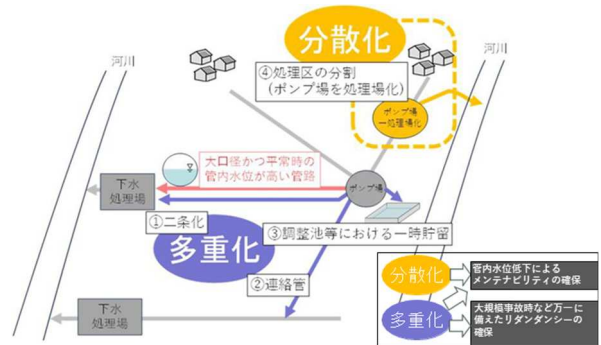 河川
分散化
河川
④処理区の分割
(ポンプ場を処理場化)
ポンプ場
→処理場化
大口径かつ平常時の
管内水位が高い管路
下水
処理場
ポンプ場
①二条化
多重化
③調整池等における一時貯留
②連絡管
下水
処理場
分散化
管内水位低下による
メンテナビリティの確保
多重化
大規模事故時など万一に
備えたリダンダンシーの
確保